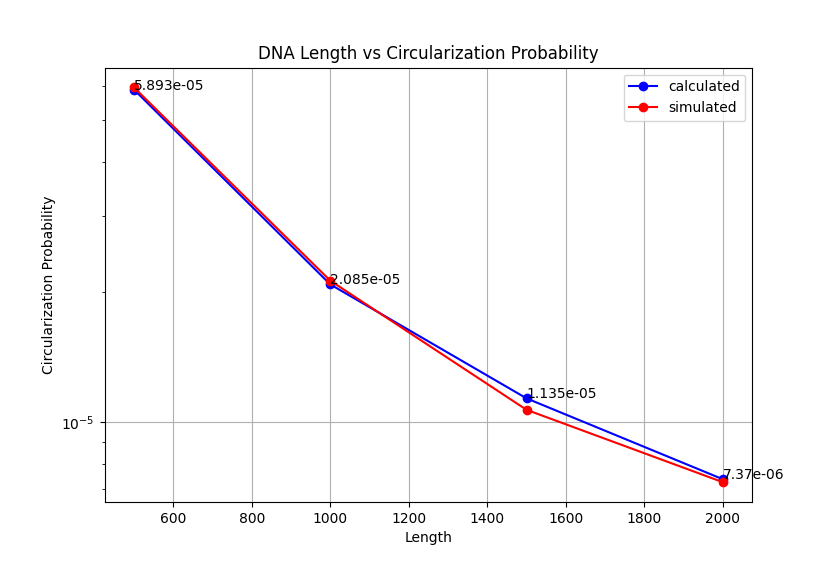 DNA Length vs Circularization Probability
calculated
simulated
5.893e-05
2.085e-05
1.135e-05
7.37e-06
Circularization Probability
10⁻⁵
600 800 1000 1200 1400 1600 1800 2000
Length